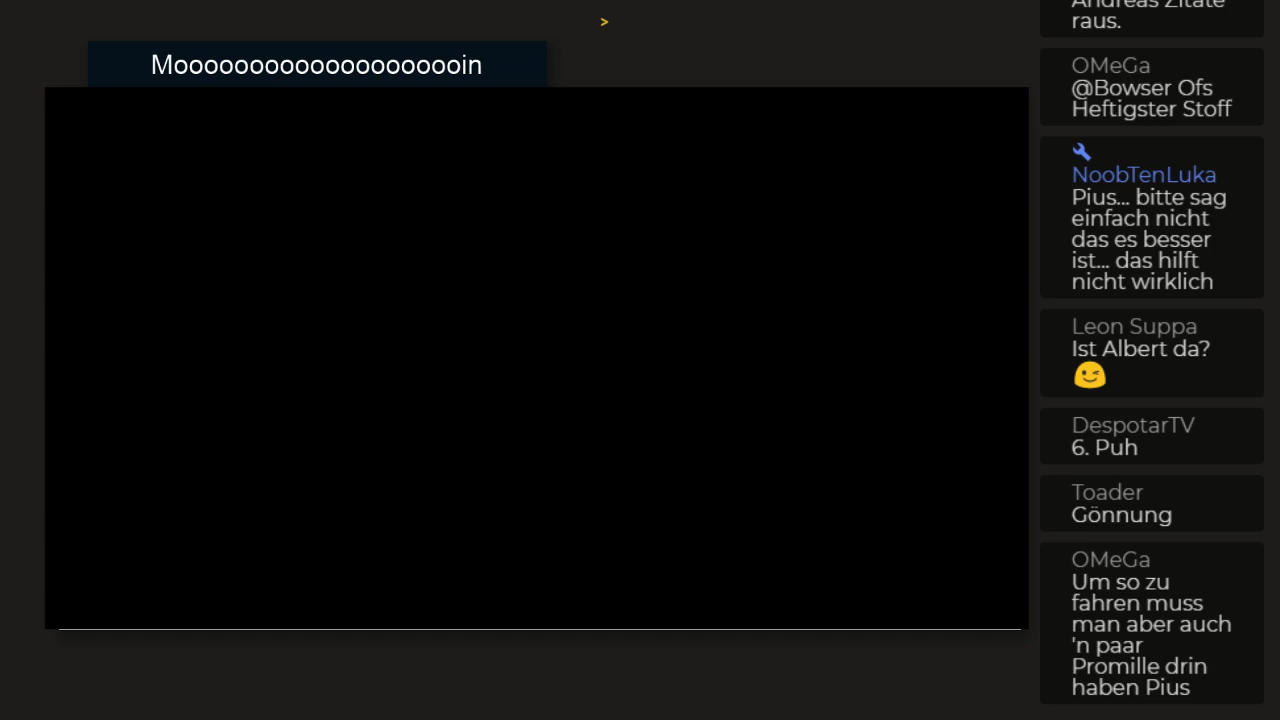 >
Moooooooooooooooooooin
Andreas Zitate
raus.
OMeGa
@Bowser Ofs
Heftigster Stoff
NoobTenLuka
Pius... bitte sag
einfach nicht
das es besser
ist... das hilft
nicht wirklich
Leon Suppa
Ist Albert da?
😉
DespotarTV
6. Puh
Toader
Gönnung
OMeGa
Um so zu
fahren muss
man aber auch
'n paar
Promille drin
haben Pius